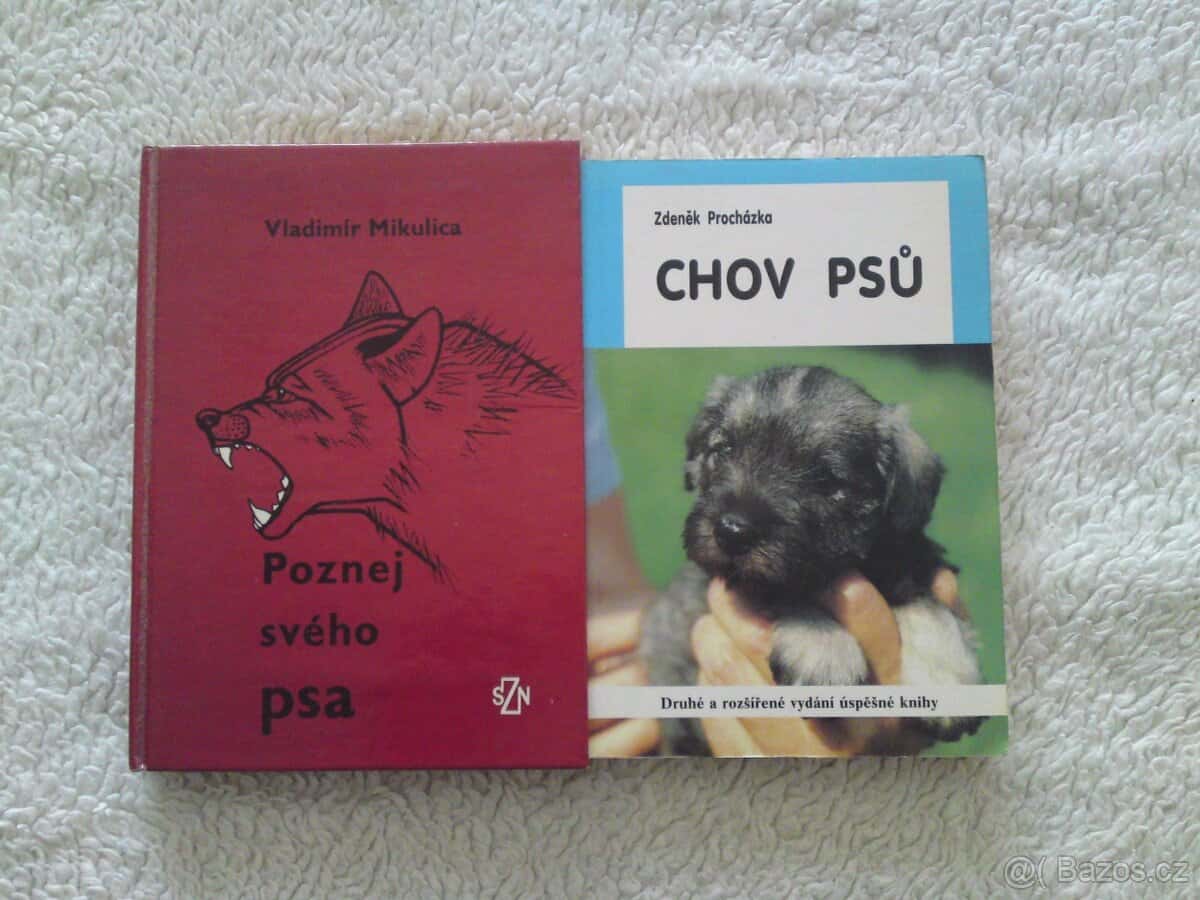 Vladimír Mikulica
Poznej
svého
psa
SZN
Zdeněk Procházka
CHOV PSŮ
Druhé a rozšířené vydání úspěšné knihy
@( Bazos.cz